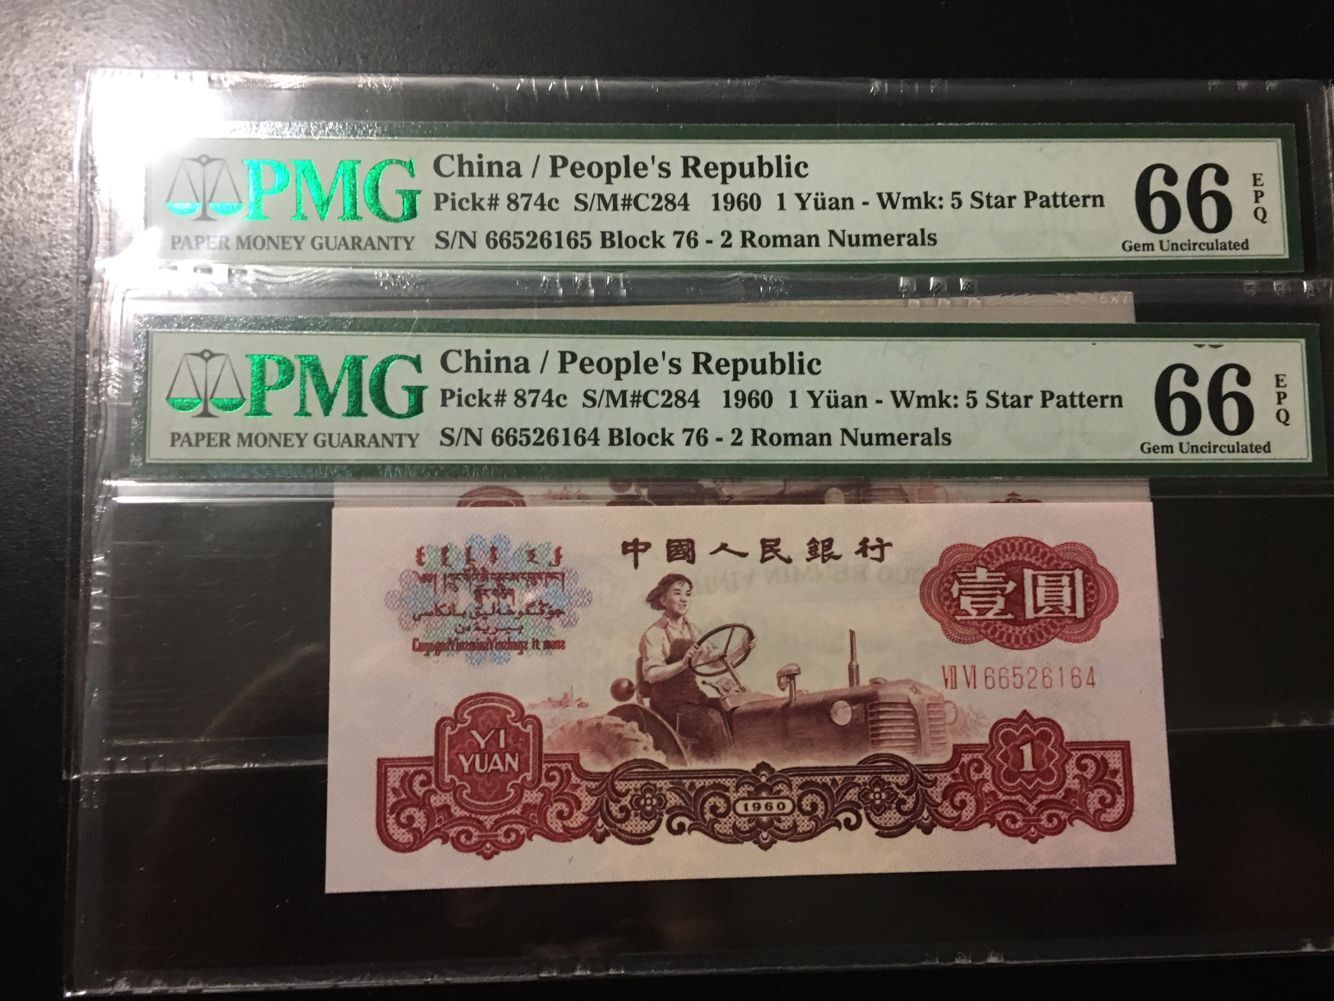 PMG
PAPER MONEY GUARANTY
China / People's Republic
Pick# 874c S/M#C284 1960 1 Yüan - Wmk: 5 Star Pattern
S/N 66526165 Block 76 - 2 Roman Numerals
66
EPQ
Gem Uncirculated
PMG
PAPER MONEY GUARANTY
China / People's Republic
Pick# 874c S/M#C284 1960 1 Yüan - Wmk: 5 Star Pattern
S/N 66526164 Block 76 - 2 Roman Numerals
66
EPQ
Gem Uncirculated
中國人民銀行
壹圓
VII VI 66526164
YI
YUAN
1
1960